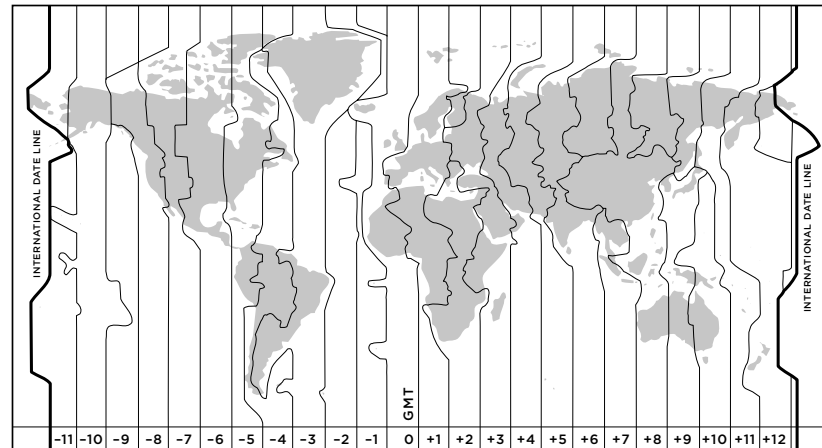 INTERNATIONAL DATE LINE
INTERNATIONAL DATE LINE
GMT
−11 −10 −9 −8 −7 −6 −5 −4 −3 −2 −1 0 +1 +2 +3 +4 +5 +6 +7 +8 +9 +10 +11 +12